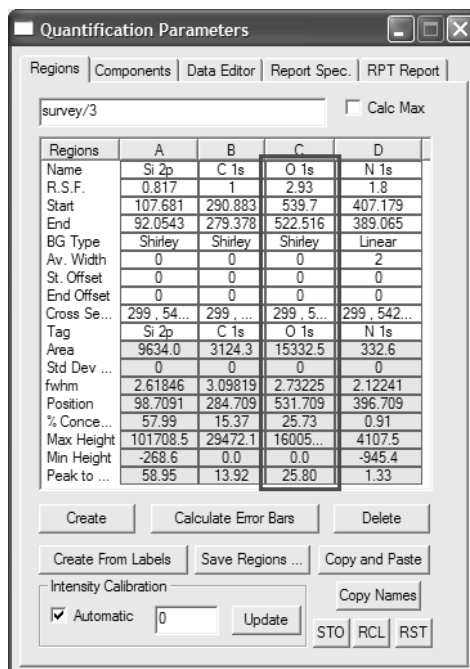 Quantification Parameters
Regions Components Data Editor Report Spec. RPT Report
survey/3 Calc Max
Regions A B C D
Name Si 2p C 1s O 1s N 1s
R.S.F. 0.817 1 2.93 1.8
Start 107.681 290.883 539.7 407.179
End 92.0543 279.378 522.516 389.065
BG Type Shirley Shirley Shirley Linear
Av. Width 0 0 0 2
St. Offset 0 0 0 0
End Offset 0 0 0 0
Cross Se... 299 , 54... 299 , ... 299 , 5... 299 , 542...
Tag Si 2p C 1s O 1s N 1s
Area 9634.0 3124.3 15332.5 332.6
Std Dev ... 0 0 0 0
fwhm 2.61846 3.09819 2.73225 2.12241
Position 98.7091 284.709 531.709 396.709
% Conce... 57.99 15.37 25.73 0.91
Max Height 101708.5 29472.1 16005... 4107.5
Min Height -268.6 0.0 0.0 -945.4
Peak to ... 58.95 13.92 25.80 1.33
Create Calculate Error Bars Delete
Create From Labels Save Regions ... Copy and Paste
Intensity Calibration
Copy Names
Automatic 0 Update
STO RCL RST